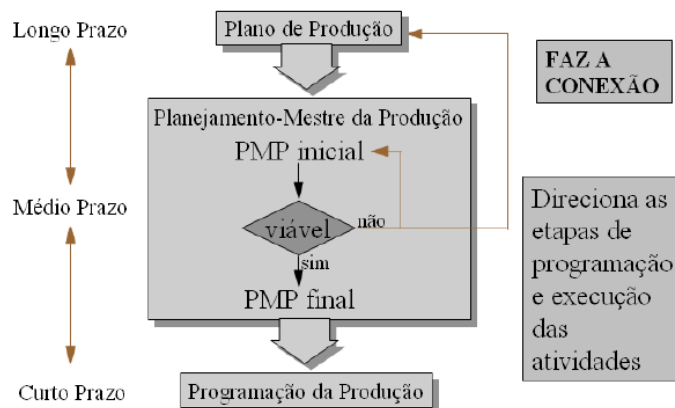 Longo Prazo
Plano de Produção
FAZ A
CONEXÃO
Planejamento-Mestre da Produção
PMP inicial
Médio Prazo
viável
não
sim
PMP final
Direciona as
etapas de
programação
e execução
das
atividades
Curto Prazo
Programação da Produção